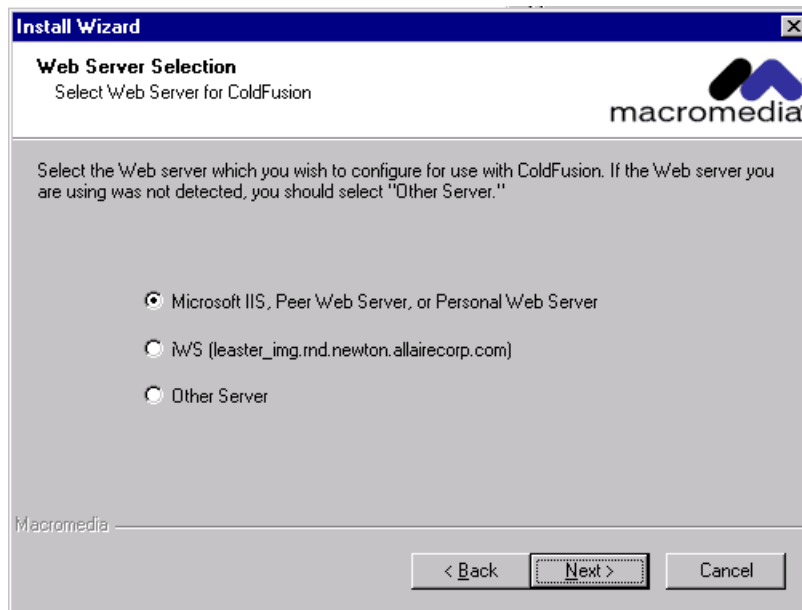 Install Wizard
Web Server Selection
Select Web Server for ColdFusion
macromedia
Select the Web server which you wish to configure for use with ColdFusion. If the Web server you
are using was not detected, you should select "Other Server."
Microsoft IIS, Peer Web Server, or Personal Web Server
iWS (leaster_img.rnd.newton.allairecorp.com)
Other Server
Macromedia
< Back
Next >
Cancel